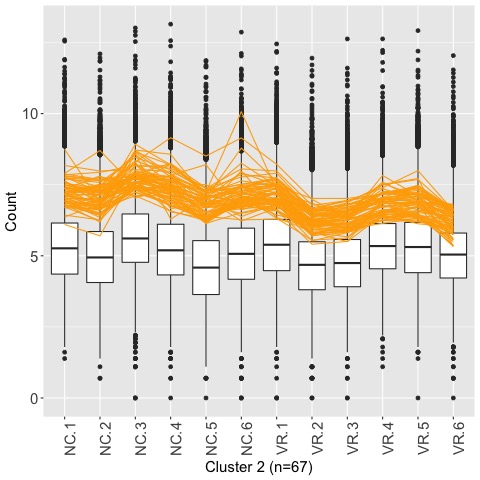 Count
10
5
0
NC.1
NC.2
NC.3
NC.4
NC.5
NC.6
VR.1
VR.2
VR.3
VR.4
VR.5
VR.6
Cluster 2 (n=67)